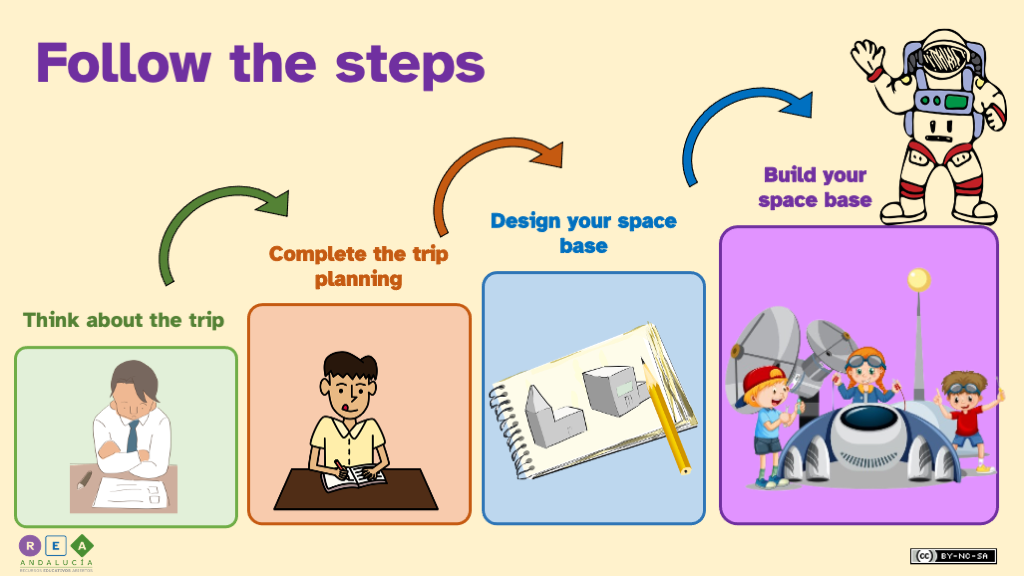 Follow the steps
Think about the trip
Complete the trip
planning
Design your space
base
Build your
space base
R E A
ANDALUCÍA
RECURSOS EDUCATIVOS ABIERTOS
cc BY-NC-SA